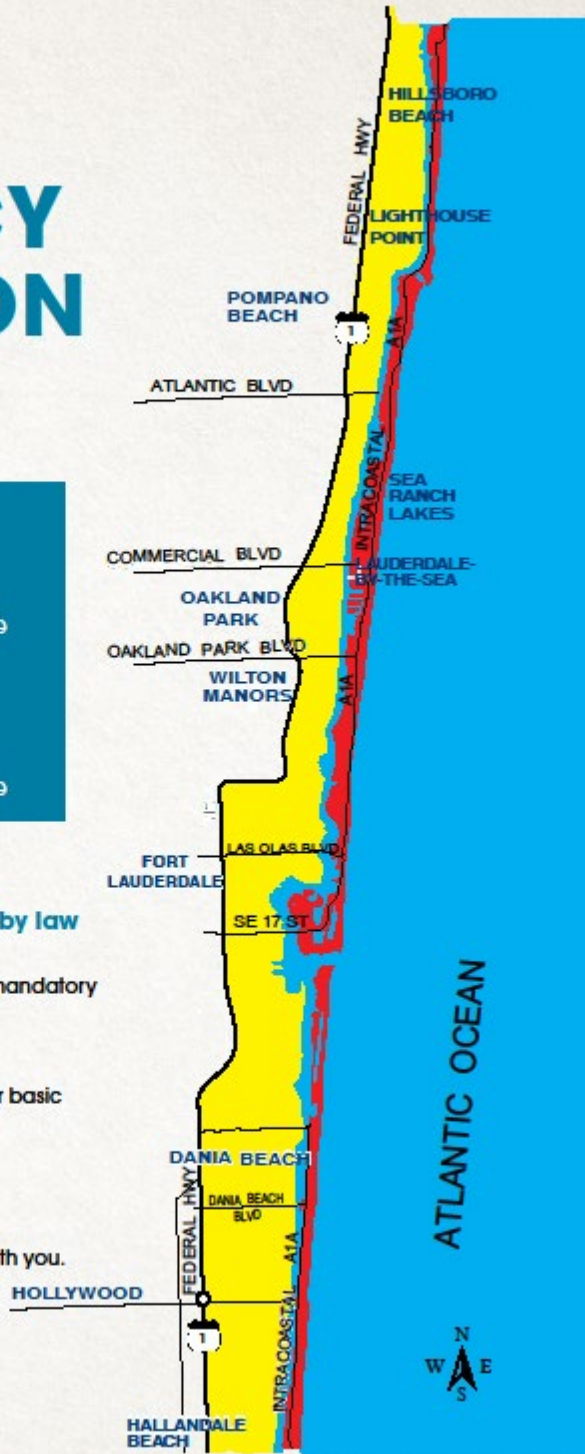 HILLSBORO
BEACH
FEDERAL HWY
LIGHTHOUSE
POINT
POMPANO
BEACH
1
A1A
ATLANTIC BLVD
INTRACOASTAL
SEA
RANCH
LAKES
COMMERCIAL BLVD
LAUDERDALE-
BY-THE-SEA
OAKLAND
PARK
OAKLAND PARK BLVD
WILTON
MANORS
A1A
LAS OLAS BLVD
FORT
LAUDERDALE
by law
SE 17 ST
mandatory
ATLANTIC OCEAN
basic
DANIA BEACH
FEDERAL HWY
DANIA BEACH
BLVD
A1A
th you.
HOLLYWOOD
INTRACOASTAL
1
N
W E
S
HALLANDALE
BEACH
CY
ON